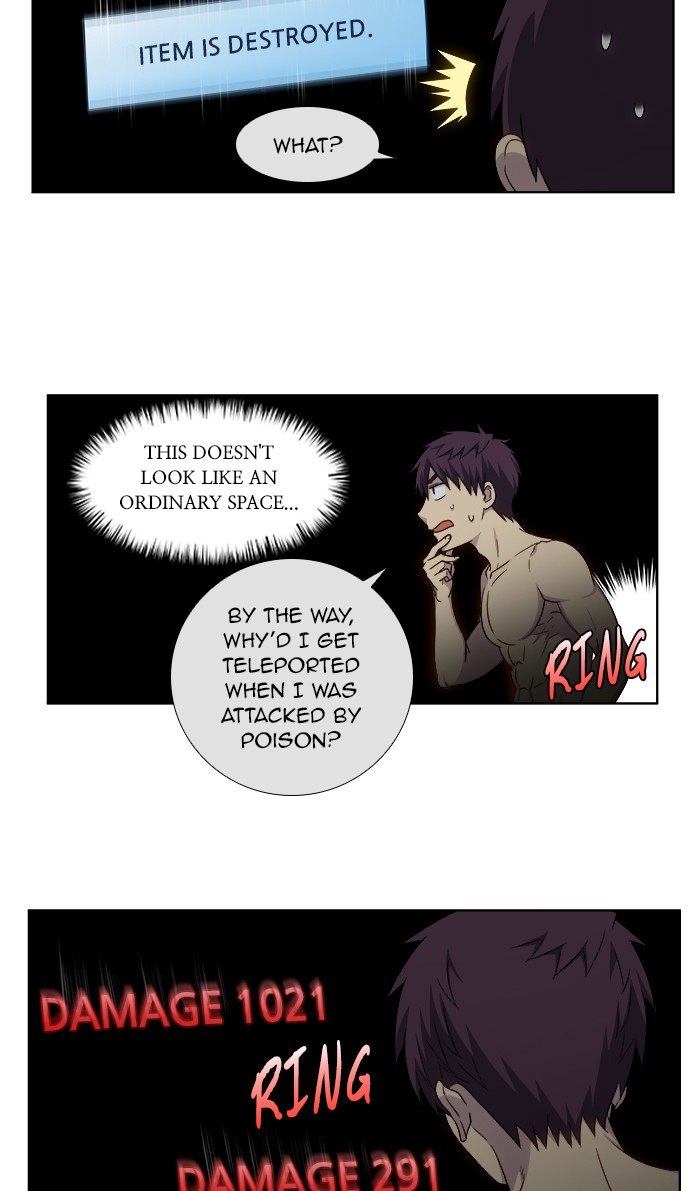 ITEM IS DESTROYED.
WHAT?
THIS DOESN'T
LOOK LIKE AN
ORDINARY SPACE...
BY THE WAY,
WHY'D I GET
TELEPORTED
WHEN I WAS
ATTACKED BY
POISON?
RING
DAMAGE 1021
RING
DAMAGE 291